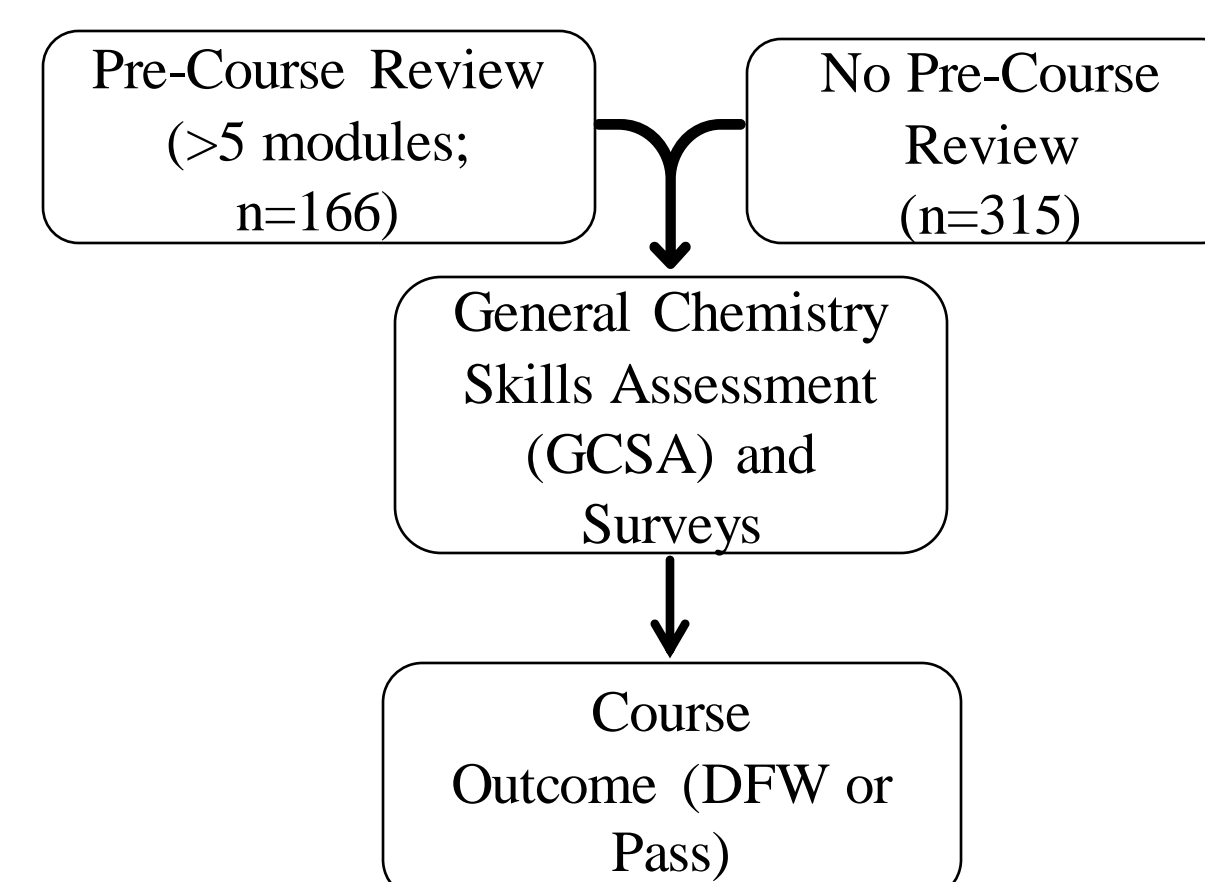 Pre-Course Review
(>5 modules;
n=166)
No Pre-Course
Review
(n=315)
General Chemistry
Skills Assessment
(GCSA) and
Surveys
Course
Outcome (DFW or
Pass)